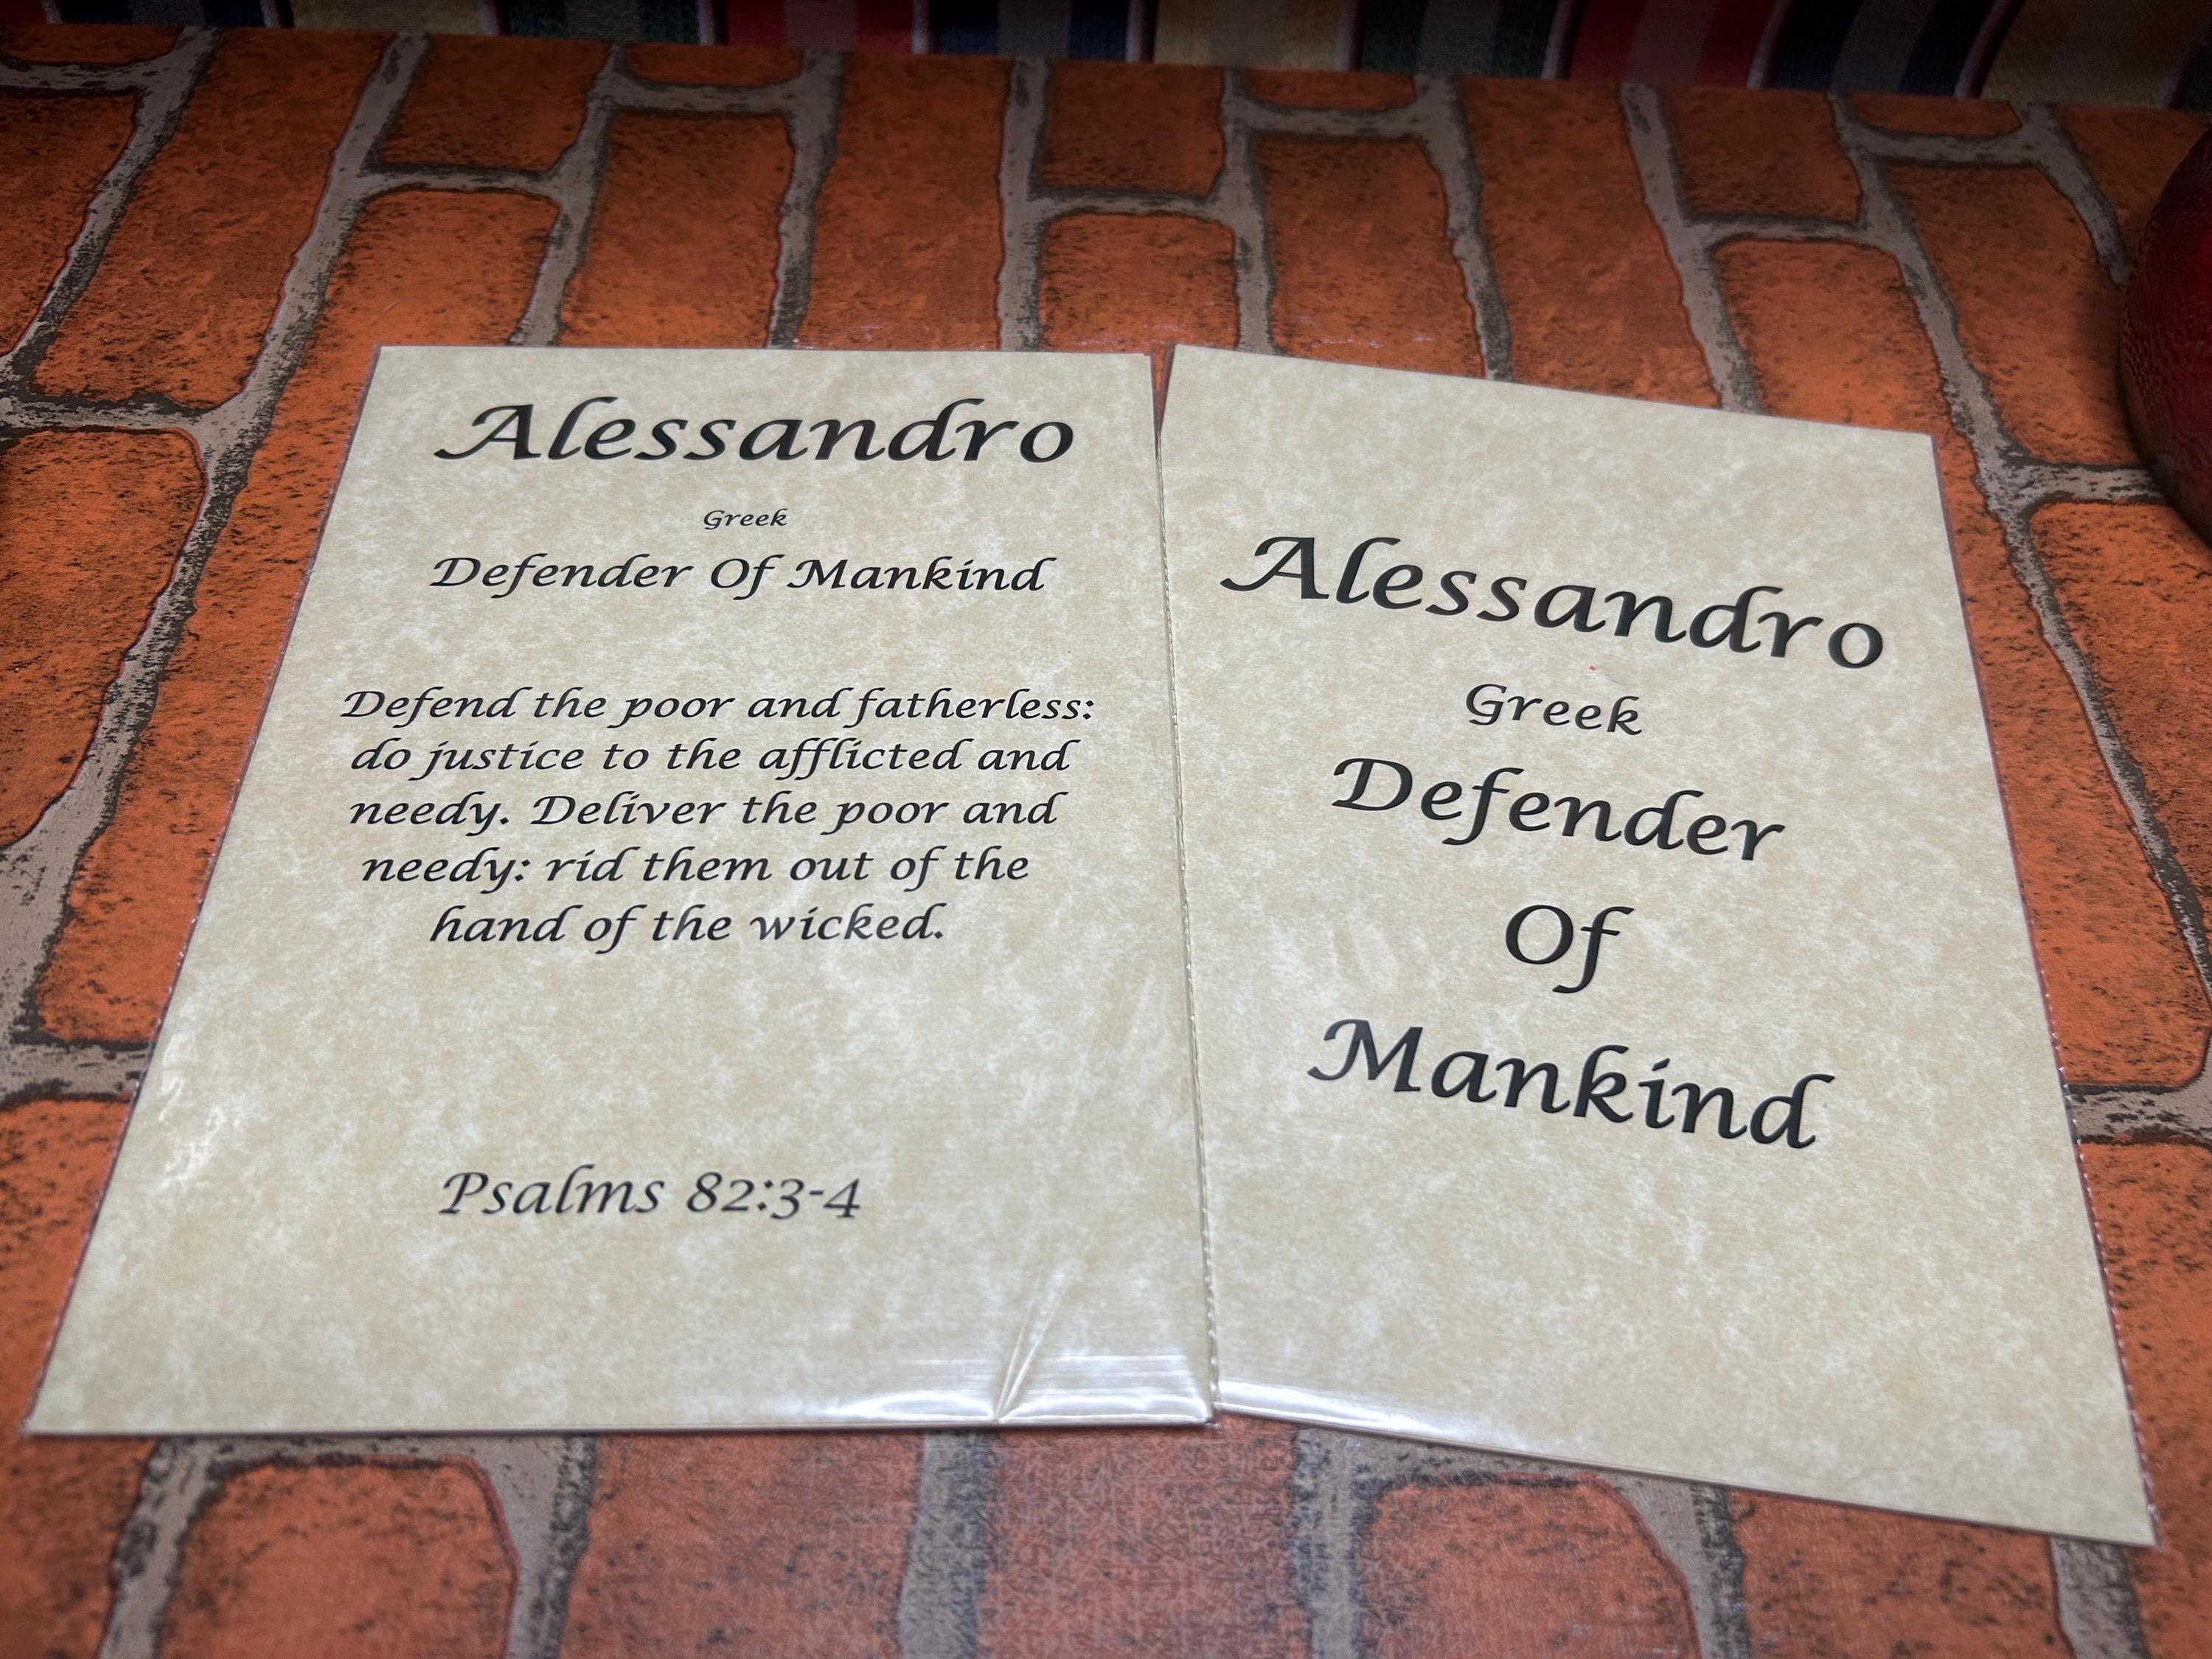 Alessandro
Greek
Defender Of Mankind
Defend the poor and fatherless:
do justice to the afflicted and
needy. Deliver the poor and
needy: rid them out of the
hand of the wicked.
Psalms 82:3-4
Alessandro
Greek
Defender
Of
Mankind